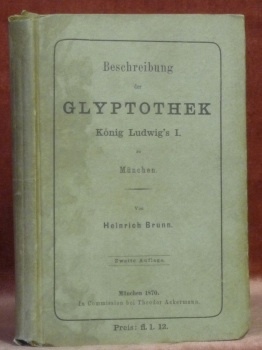 Beschreibung
der
GLYPTOTHEK
König Ludwig's I.
zu
München
Von
Heinrich Brunn.
Zweite Auflage.
München 1870.
In Commission bei Theodor Ackermann.
Preis: fl. 1. 12.